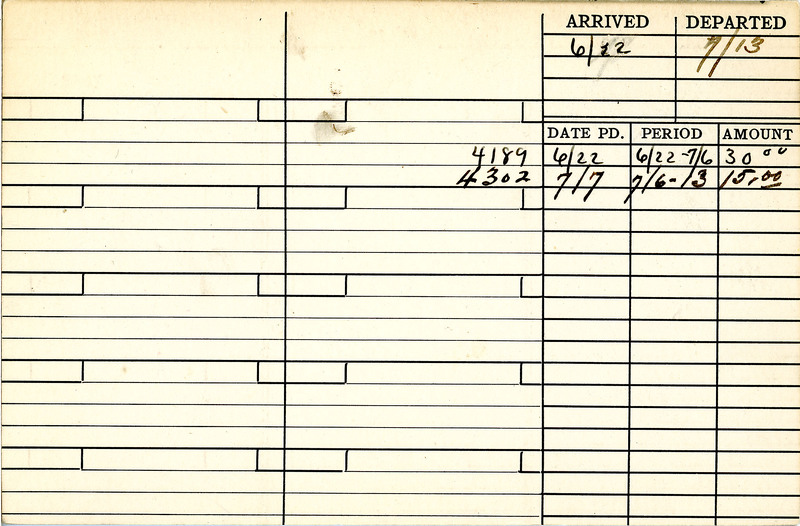 ARRIVED DEPARTED
6/22 7/13
DATE PD. PERIOD AMOUNT
4189 6/22 6/22-7/6 30 00
4302 7/7 7/6-13 15.00